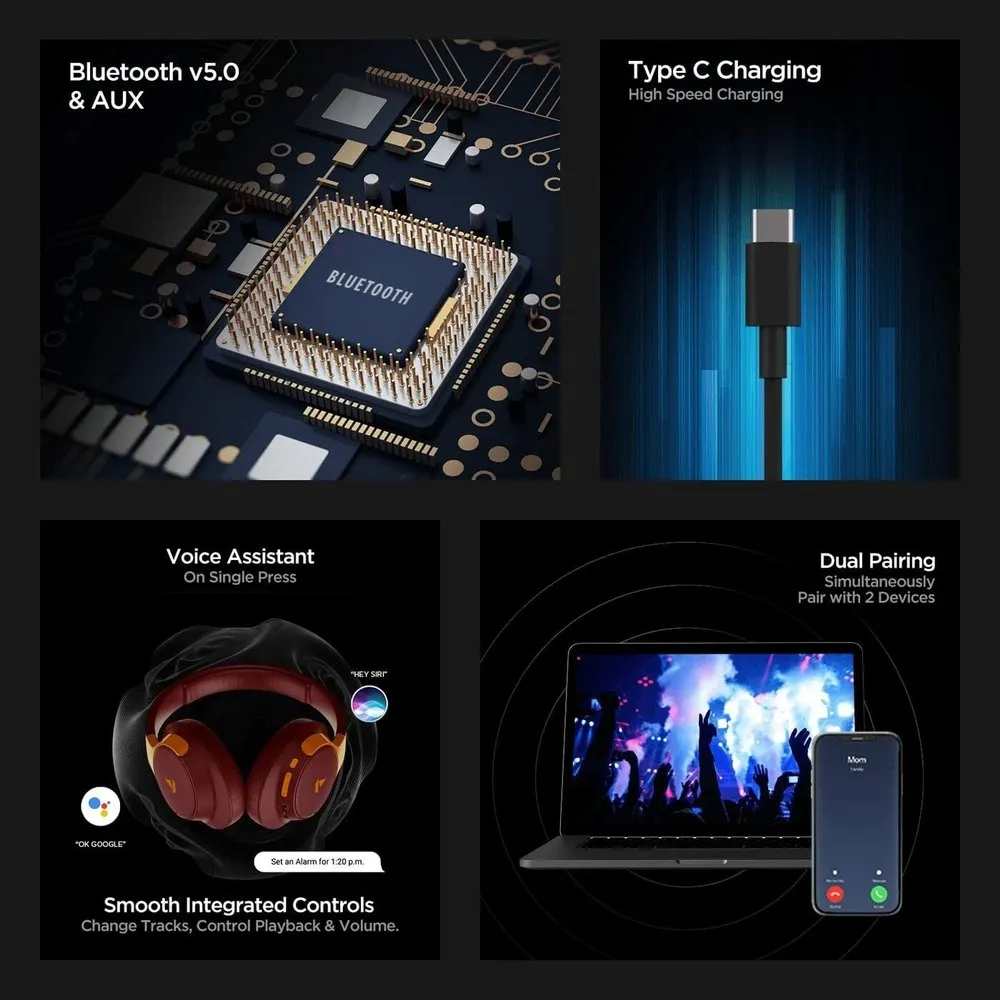 Bluetooth v5.0
& AUX
BLUETOOTH
Type C Charging
High Speed Charging
Voice Assistant
On Single Press
"HEY SIRI"
"OK GOOGLE"
Set an Alarm for 1:20 p.m.
Smooth Integrated Controls
Change Tracks, Control Playback & Volume.
Dual Pairing
Simultaneously
Pair with 2 Devices
Mom
Family